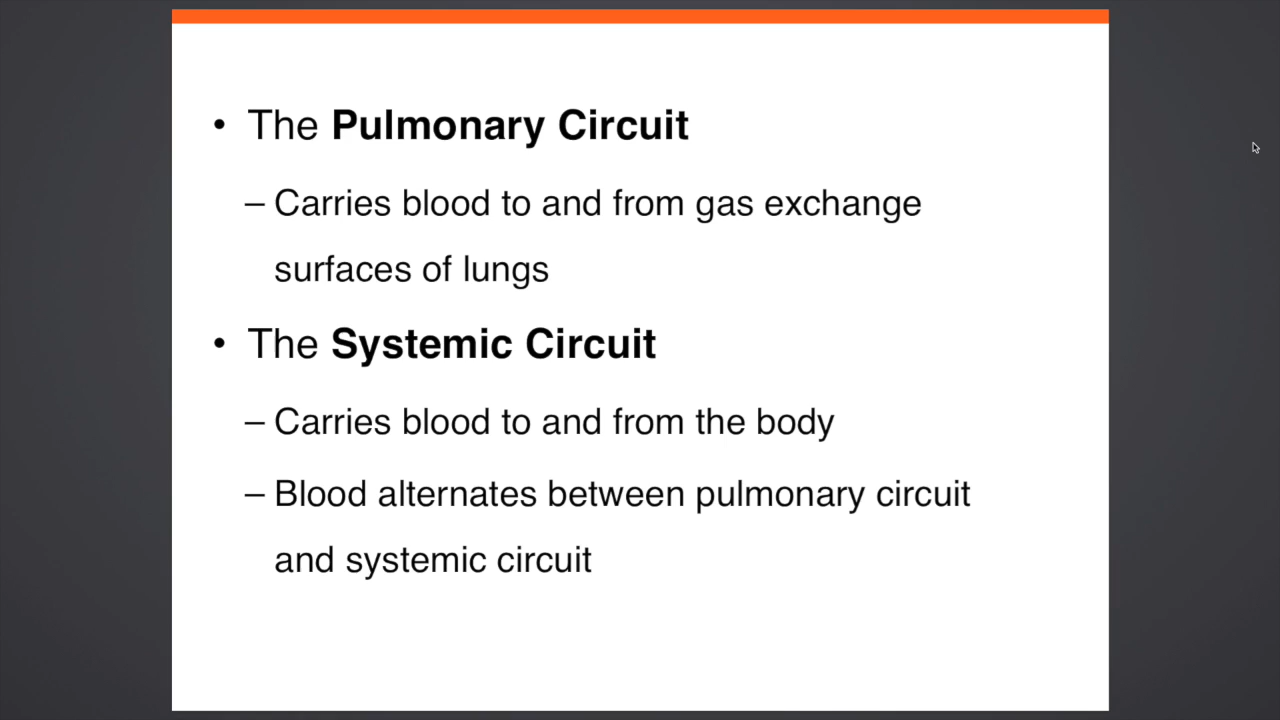 • The Pulmonary Circuit
– Carries blood to and from gas exchange
surfaces of lungs
• The Systemic Circuit
– Carries blood to and from the body
– Blood alternates between pulmonary circuit
and systemic circuit